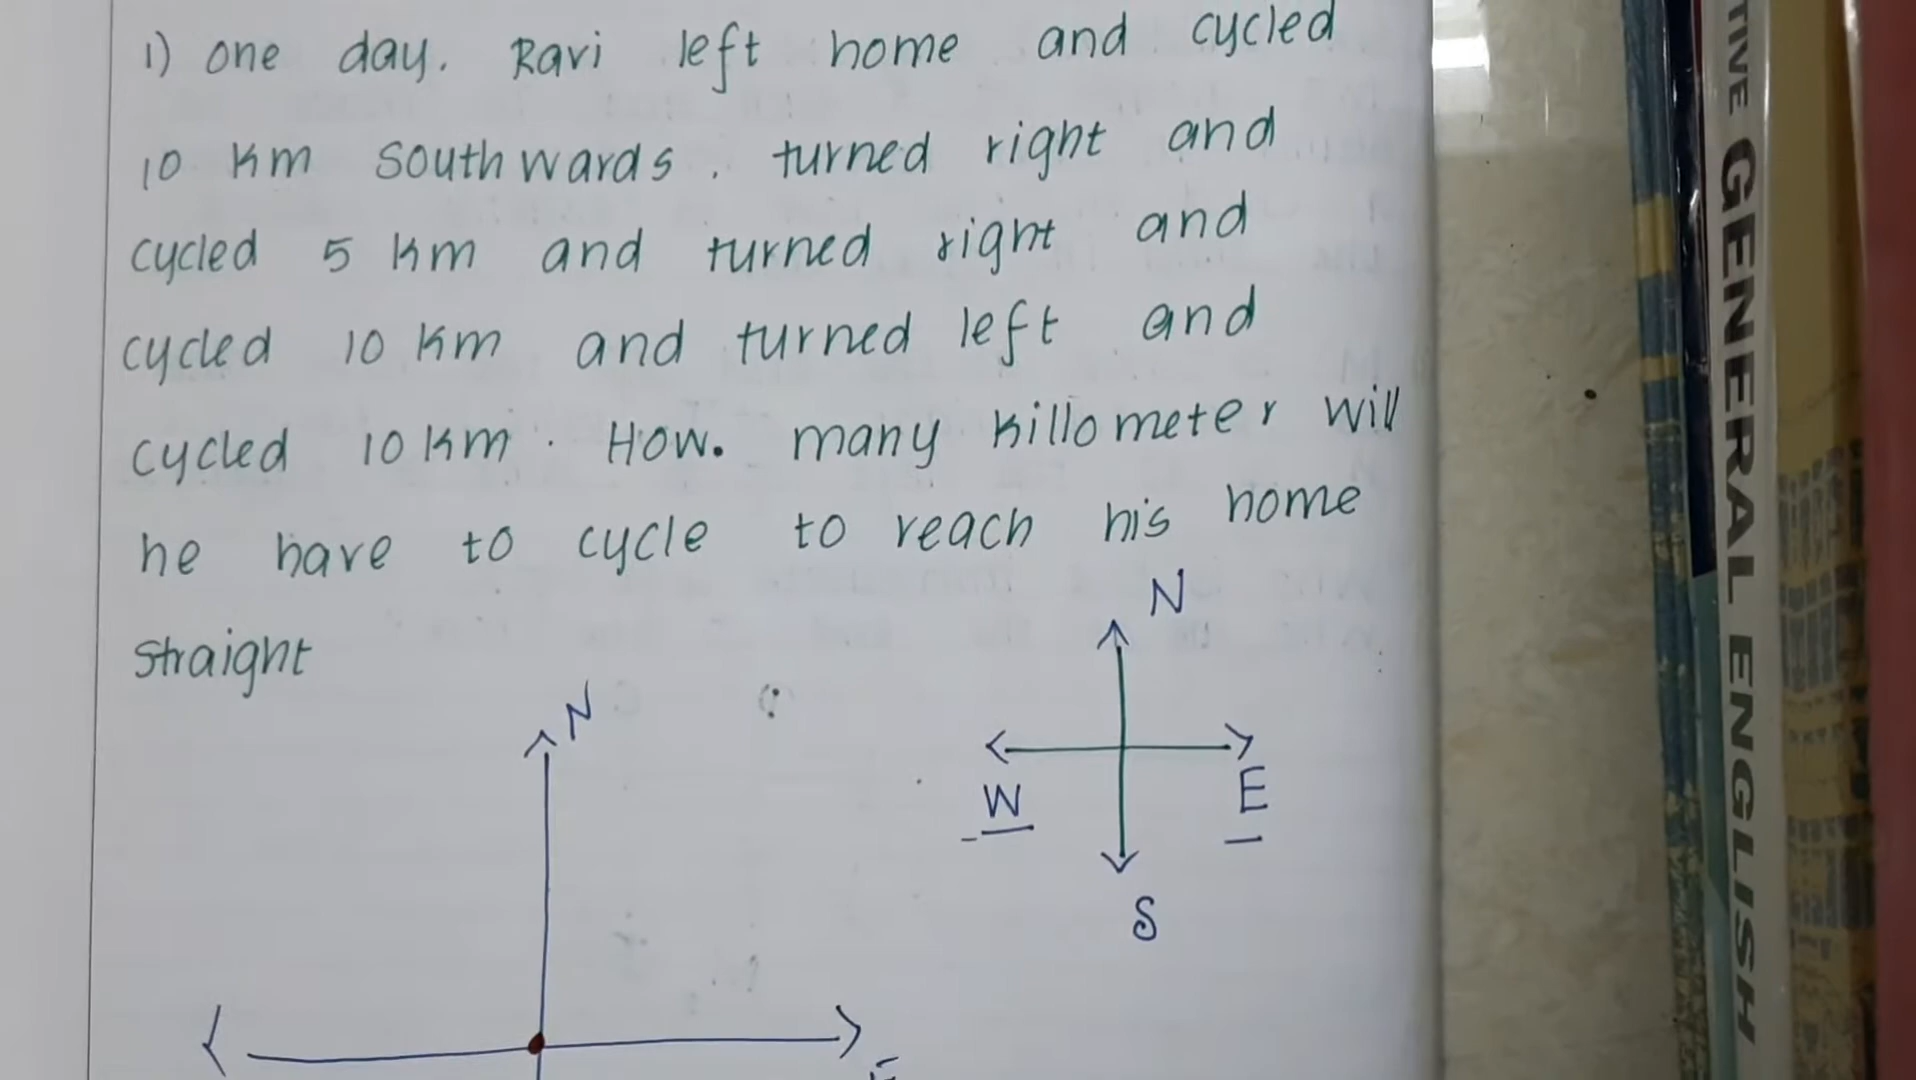 1) one day. Ravi left home and cycled
10 Km Southwards. turned right and
cycled 5 km and turned right and
cycled 10 Km and turned left and
cycled 10 km. How. many killometer will
he have to cycle to reach his home
straight
N
N
W E
S
TIVE GENERAL ENGLISH